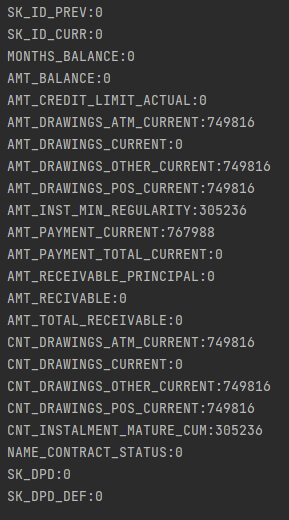 SK_ID_PREV:0
SK_ID_CURR:0
MONTHS_BALANCE:0
AMT_BALANCE:0
AMT_CREDIT_LIMIT_ACTUAL:0
AMT_DRAWINGS_ATM_CURRENT:749816
AMT_DRAWINGS_CURRENT:0
AMT_DRAWINGS_OTHER_CURRENT:749816
AMT_DRAWINGS_POS_CURRENT:749816
AMT_INST_MIN_REGULARITY:305236
AMT_PAYMENT_CURRENT:767988
AMT_PAYMENT_TOTAL_CURRENT:0
AMT_RECEIVABLE_PRINCIPAL:0
AMT_RECIVABLE:0
AMT_TOTAL_RECEIVABLE:0
CNT_DRAWINGS_ATM_CURRENT:749816
CNT_DRAWINGS_CURRENT:0
CNT_DRAWINGS_OTHER_CURRENT:749816
CNT_DRAWINGS_POS_CURRENT:749816
CNT_INSTALMENT_MATURE_CUM:305236
NAME_CONTRACT_STATUS:0
SK_DPD:0
SK_DPD_DEF:0